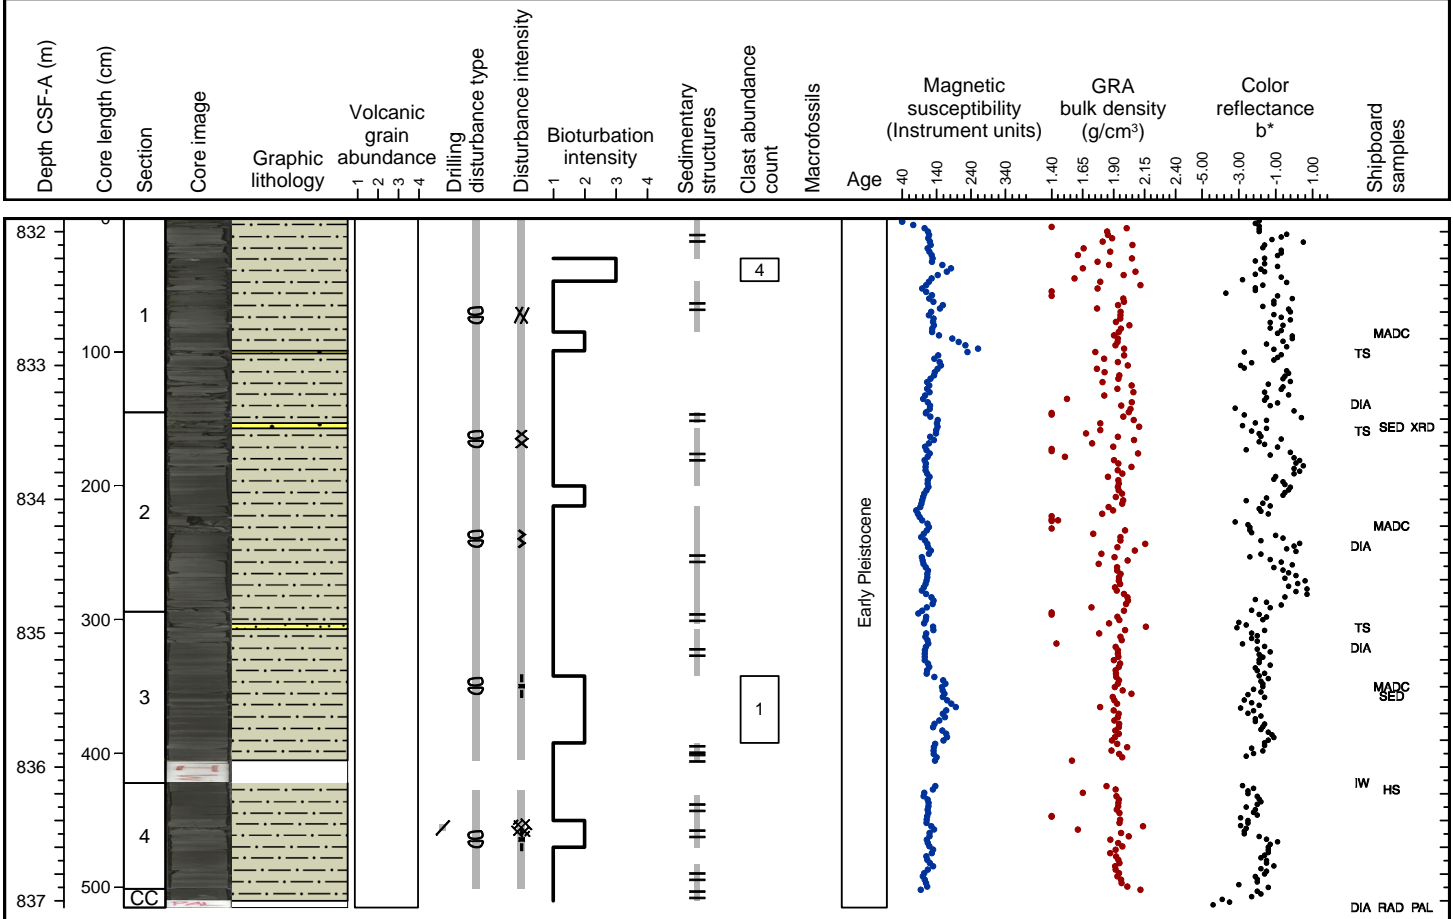 Depth CSF-A (m)
Core length (cm)
Section
Core image
Graphic
lithology
Volcanic
grain
abundance
1 2 3 4
Drilling
disturbance type
Disturbance intensity
Bioturbation
intensity
1 2 3 4
Sedimentary
structures
Clast abundance
count
Macrofossils
Age
Magnetic
susceptibility
(Instrument units)
40 140 240 340
GRA
bulk density
(g/cm³)
1.40 1.65 1.90 2.15 2.40
Color
reflectance
b*
-5.00 -3.00 -1.00 1.00
Shipboard
samples
832
833
834
835
836
837
0
100
200
300
400
500
1
2
3
4
CC
4
1
Early Pleistocene
MADC
TS
DIA
TS SED XRD
MADC
DIA
TS
DIA
MADC
SED
IW HS
DIA RAD PAL